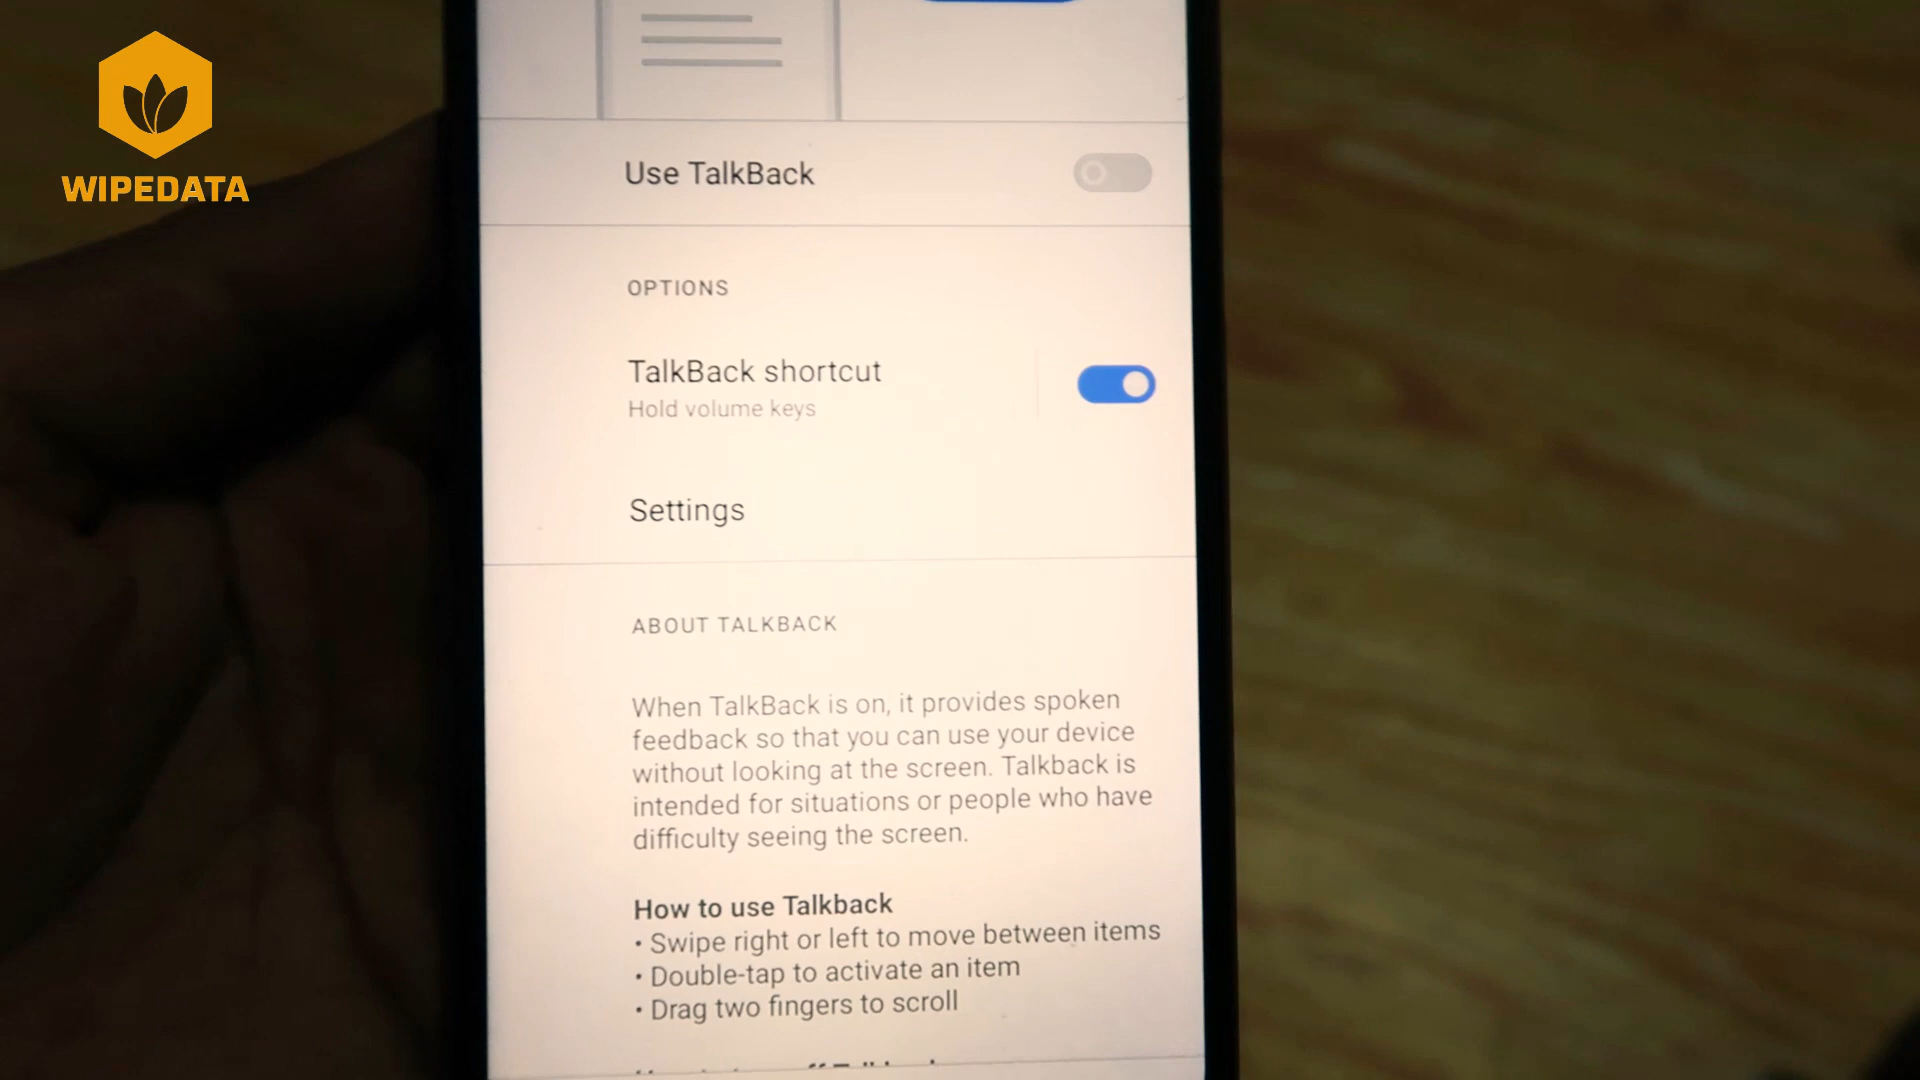 WIPEDATA
Use TalkBack
OPTIONS
TalkBack shortcut
Hold volume keys
Settings
ABOUT TALKBACK
When TalkBack is on, it provides spoken
feedback so that you can use your device
without looking at the screen. Talkback is
intended for situations or people who have
difficulty seeing the screen.
How to use Talkback
• Swipe right or left to move between items
• Double-tap to activate an item
• Drag two fingers to scroll